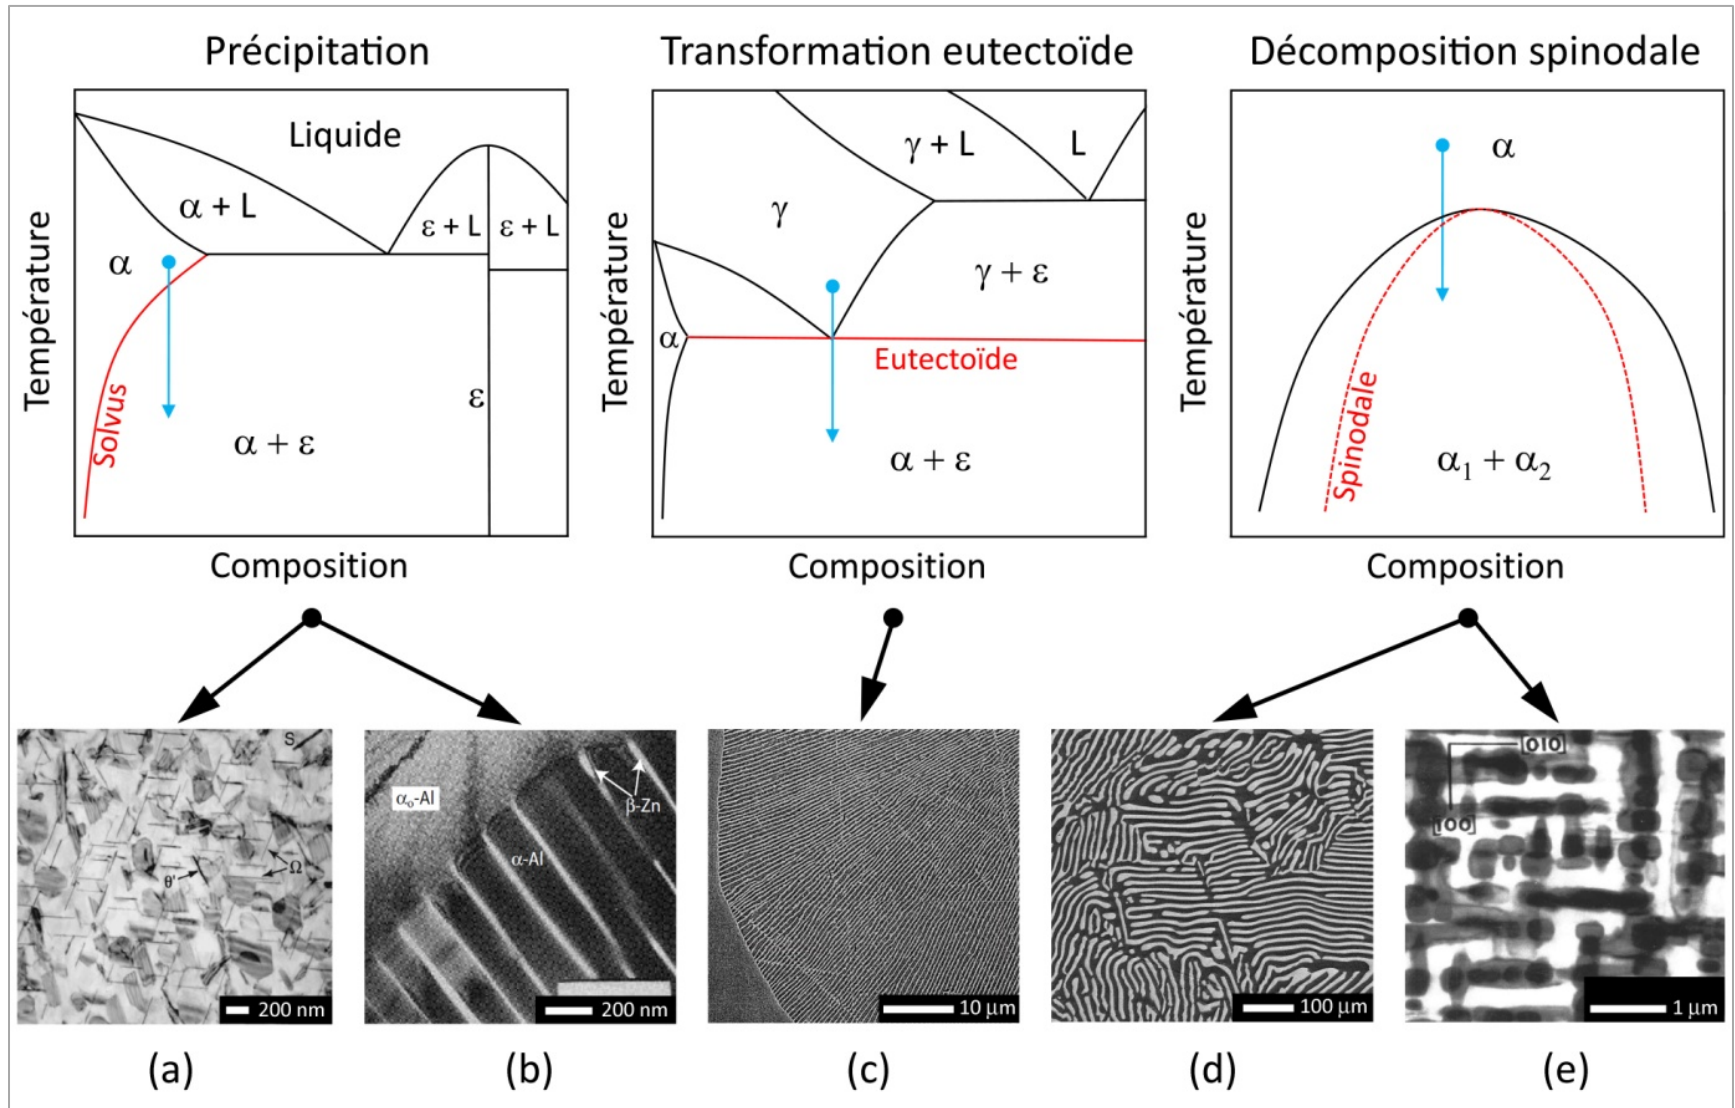 Précipitation
Transformation eutectoïde
Décomposition spinodale
Température
Liquide
α + L
ε + L
ε + L
α
Solvus
α + ε
ε
Composition
Température
γ + L
L
γ
γ + ε
α
Eutectoïde
α + ε
Composition
Température
α
Spinodale
α₁ + α₂
Composition
S
θ'
Ω
200 nm
α₀-Al
β-Zn
α-Al
200 nm
10 µm
100 µm
[010]
[100]
1 µm
(a)
(b)
(c)
(d)
(e)